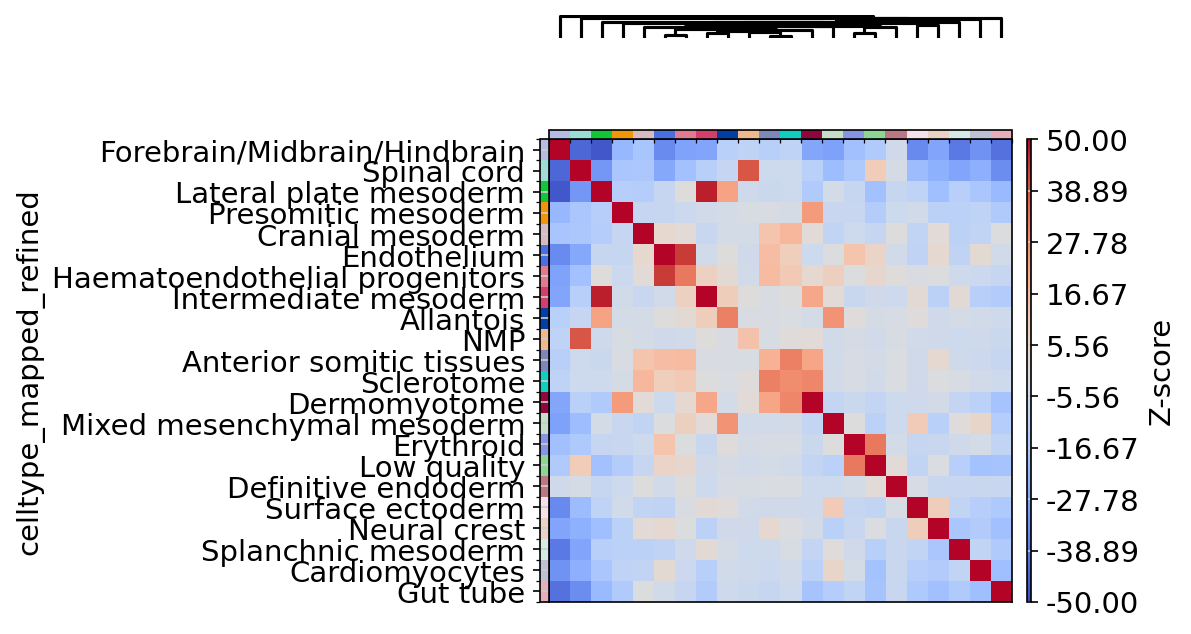 celltype_mapped_refined
Forebrain/Midbrain/Hindbrain
Spinal cord
Lateral plate mesoderm
Presomitic mesoderm
Cranial mesoderm
Endothelium
Haematoendothelial progenitors
Intermediate mesoderm
Allantois
NMP
Anterior somitic tissues
Sclerotome
Dermomyotome
Mixed mesenchymal mesoderm
Erythroid
Low quality
Definitive endoderm
Surface ectoderm
Neural crest
Splanchnic mesoderm
Cardiomyocytes
Gut tube
50.00
38.89
27.78
16.67
5.56
-5.56
-16.67
-27.78
-38.89
-50.00
Z-score